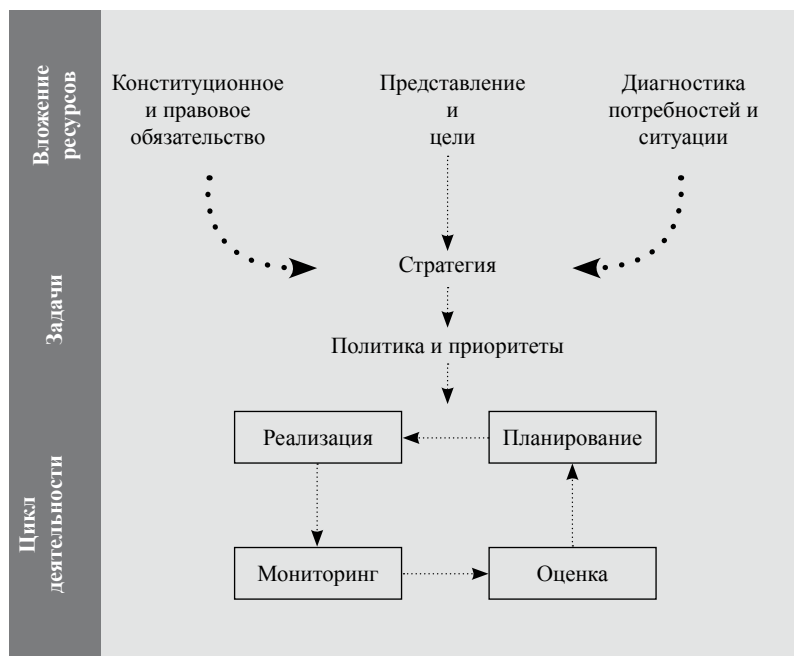 Вложение
ресурсов
Конституционное
и правовое
обязательство
Представление
и
цели
Диагностика
потребностей и
ситуации
Задачи
Стратегия
Политика и приоритеты
Цикл
деятельности
Реализация
Планирование
Мониторинг
Оценка